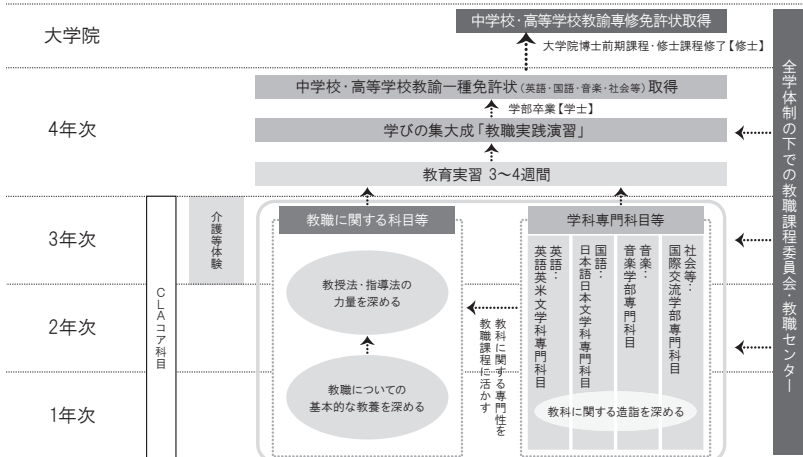 大学院
中学校・高等学校教諭専修免許状取得
大学院博士前期課程・修士課程修了【修士】
中学校・高等学校教諭一種免許状（英語・国語・音楽・社会等）取得
学部卒業【学士】
4年次
学びの集大成「教職実践演習」
教育実習 3〜4週間
3年次
2年次
1年次
CLAコア科目
介護等体験
教職に関する科目等
教授法・指導法の
力量を深める
教職についての
基本的な教養を深める
教科に関する専門性を
教職課程に活かす
学科専門科目等
英語：
英語英米文学科専門科目
国語：
日本語日本文学科専門科目
音楽：
音楽学部専門科目
社会等：
国際交流学部専門科目
教科に関する造詣を深める
全学体制の下での教職課程委員会・教職センター